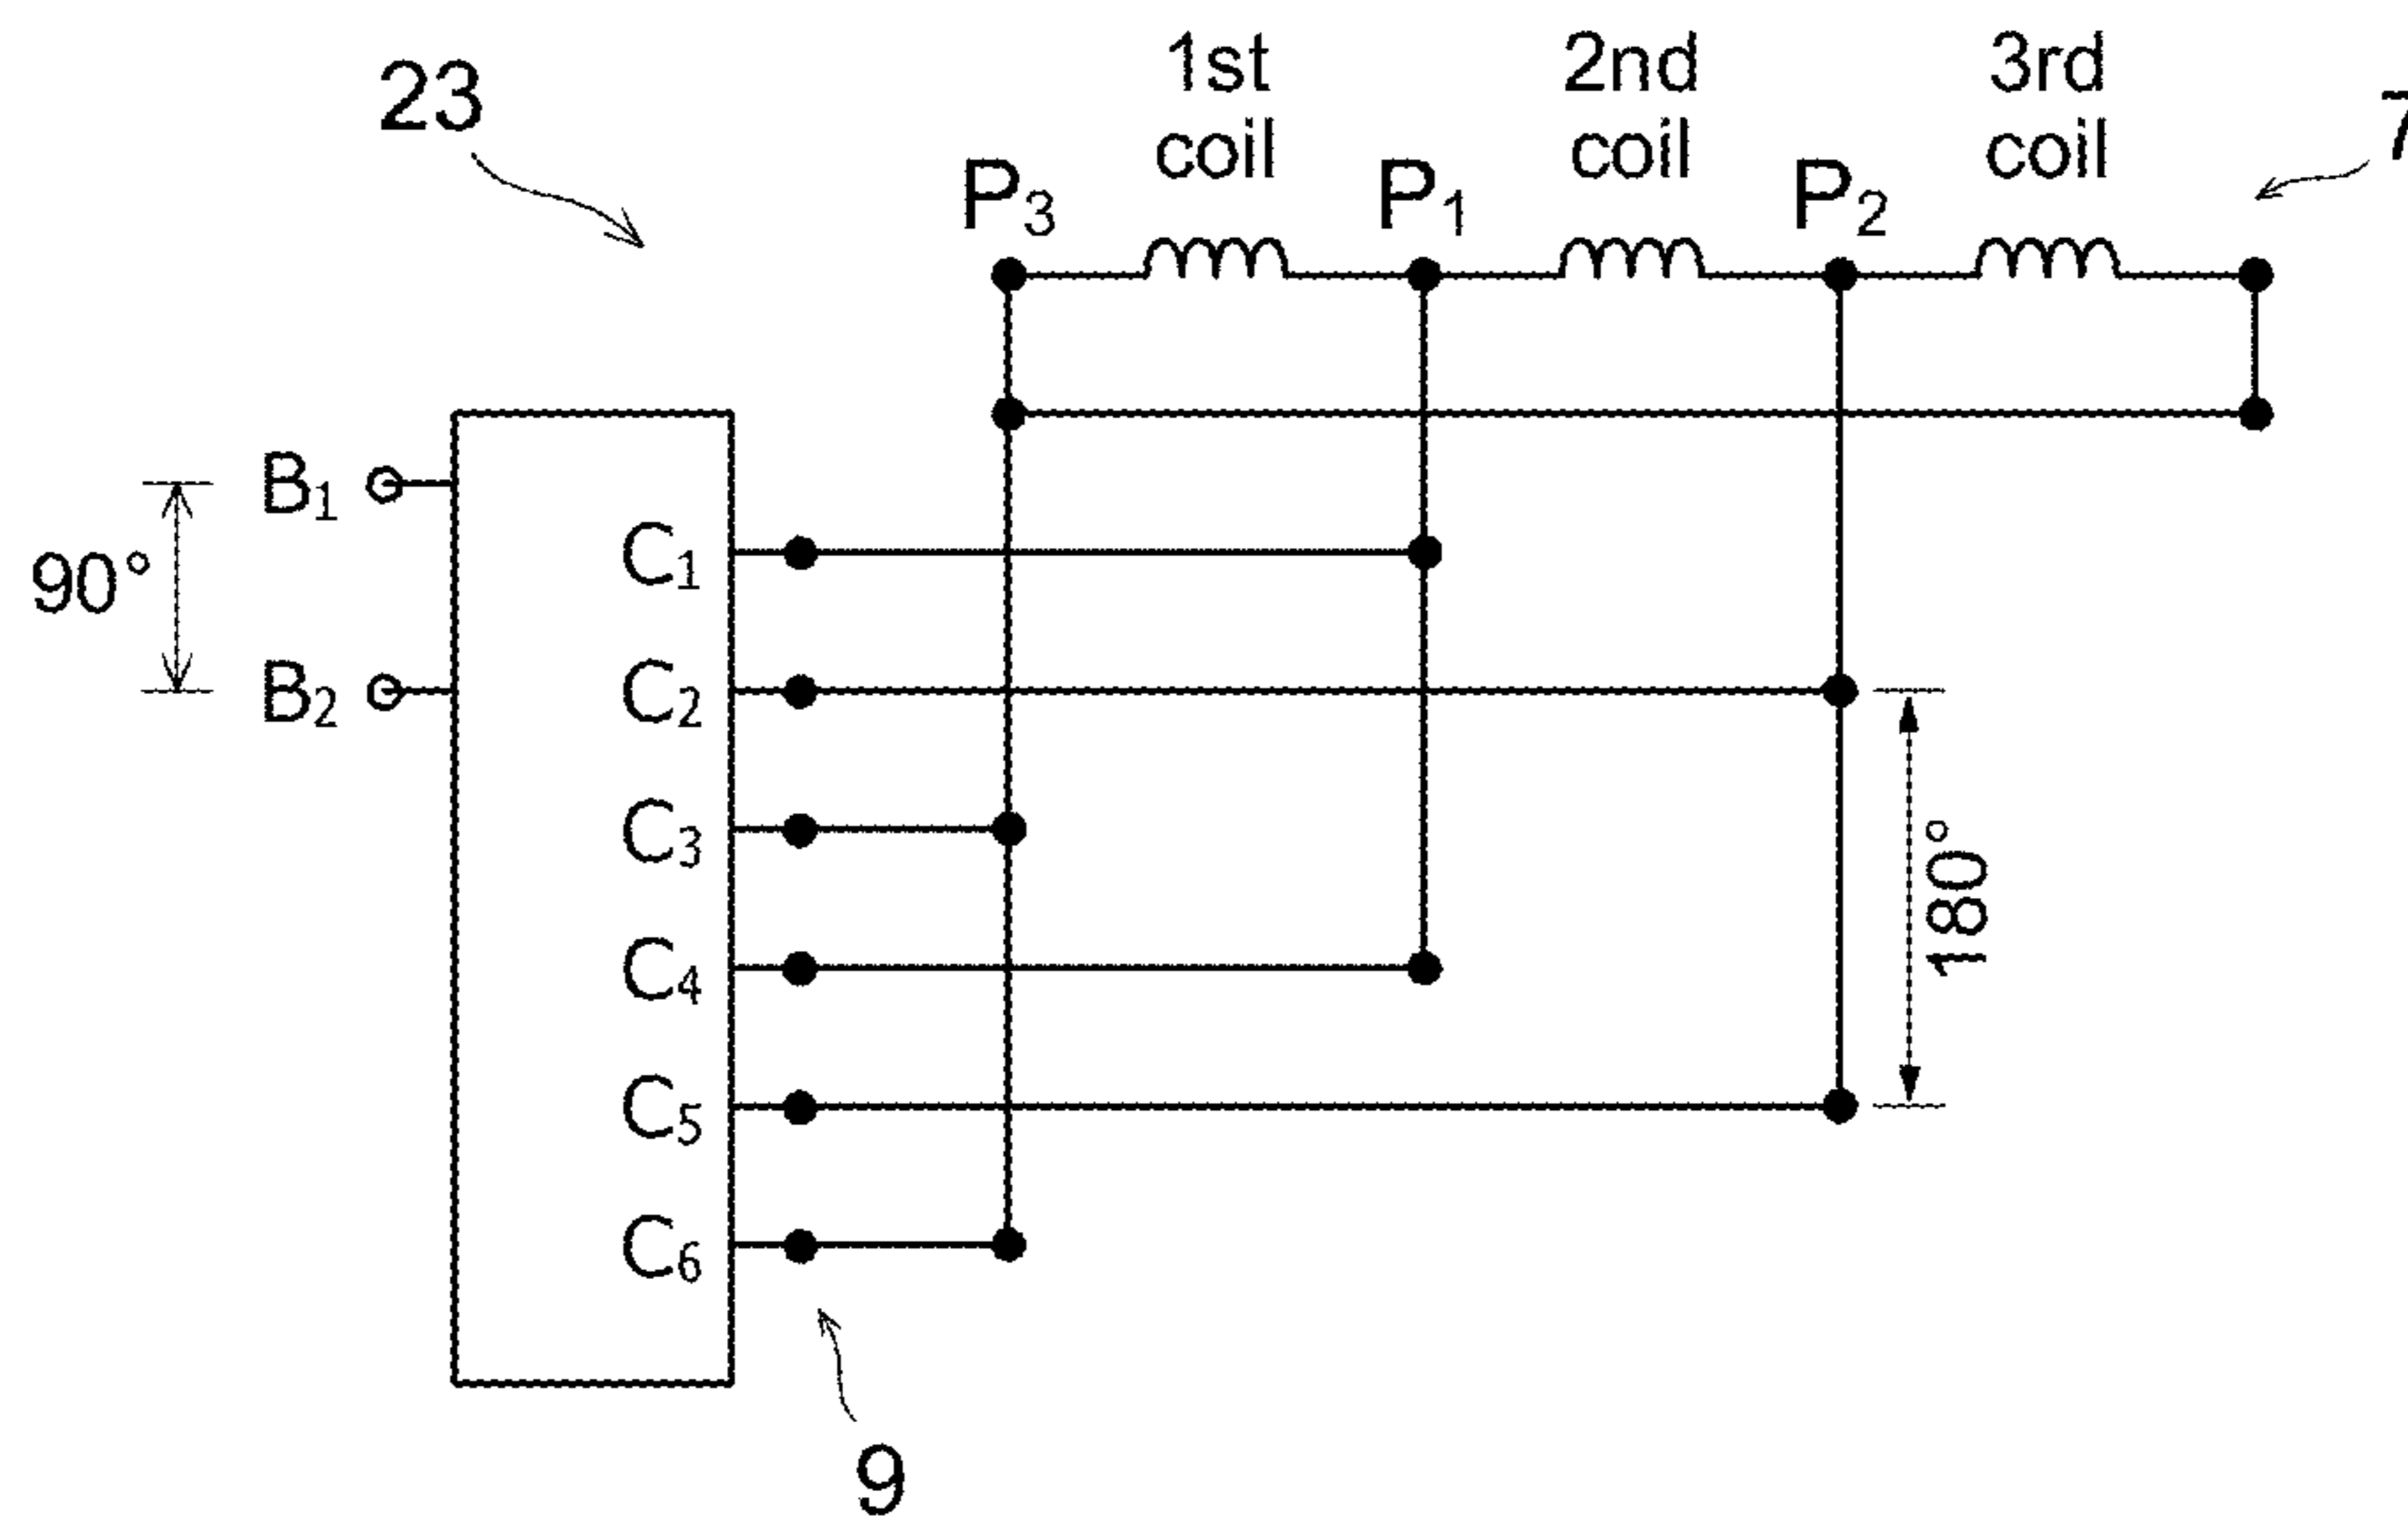 23
1st
coil
2nd
coil
3rd
coil
7
P₃
P₁
P₂
B₁
90°
B₂
C₁
C₂
C₃
C₄
C₅
C₆
180°
9